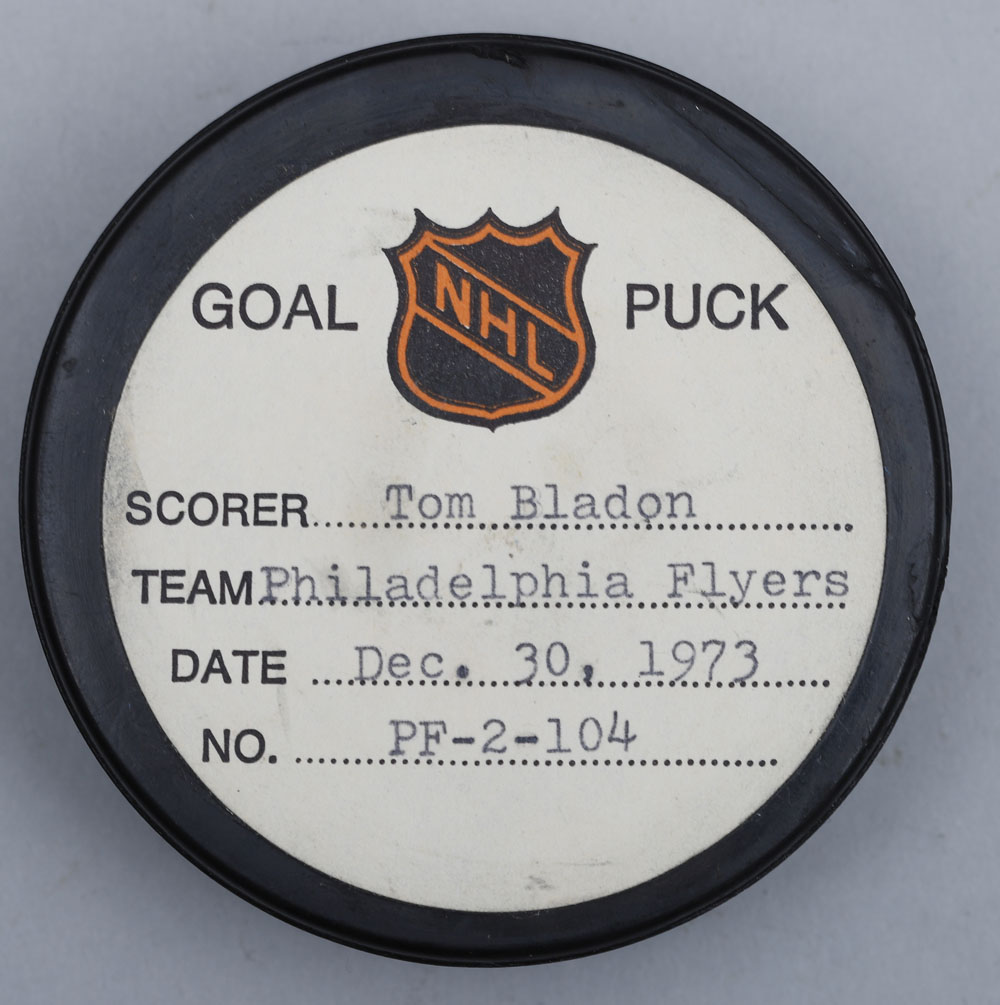 NHL
GOAL PUCK
SCORER....Tom Bladon....
TEAM Philadelphia Flyers
DATE ....Dec. 30, 1973....
NO. ....PF-2-104....